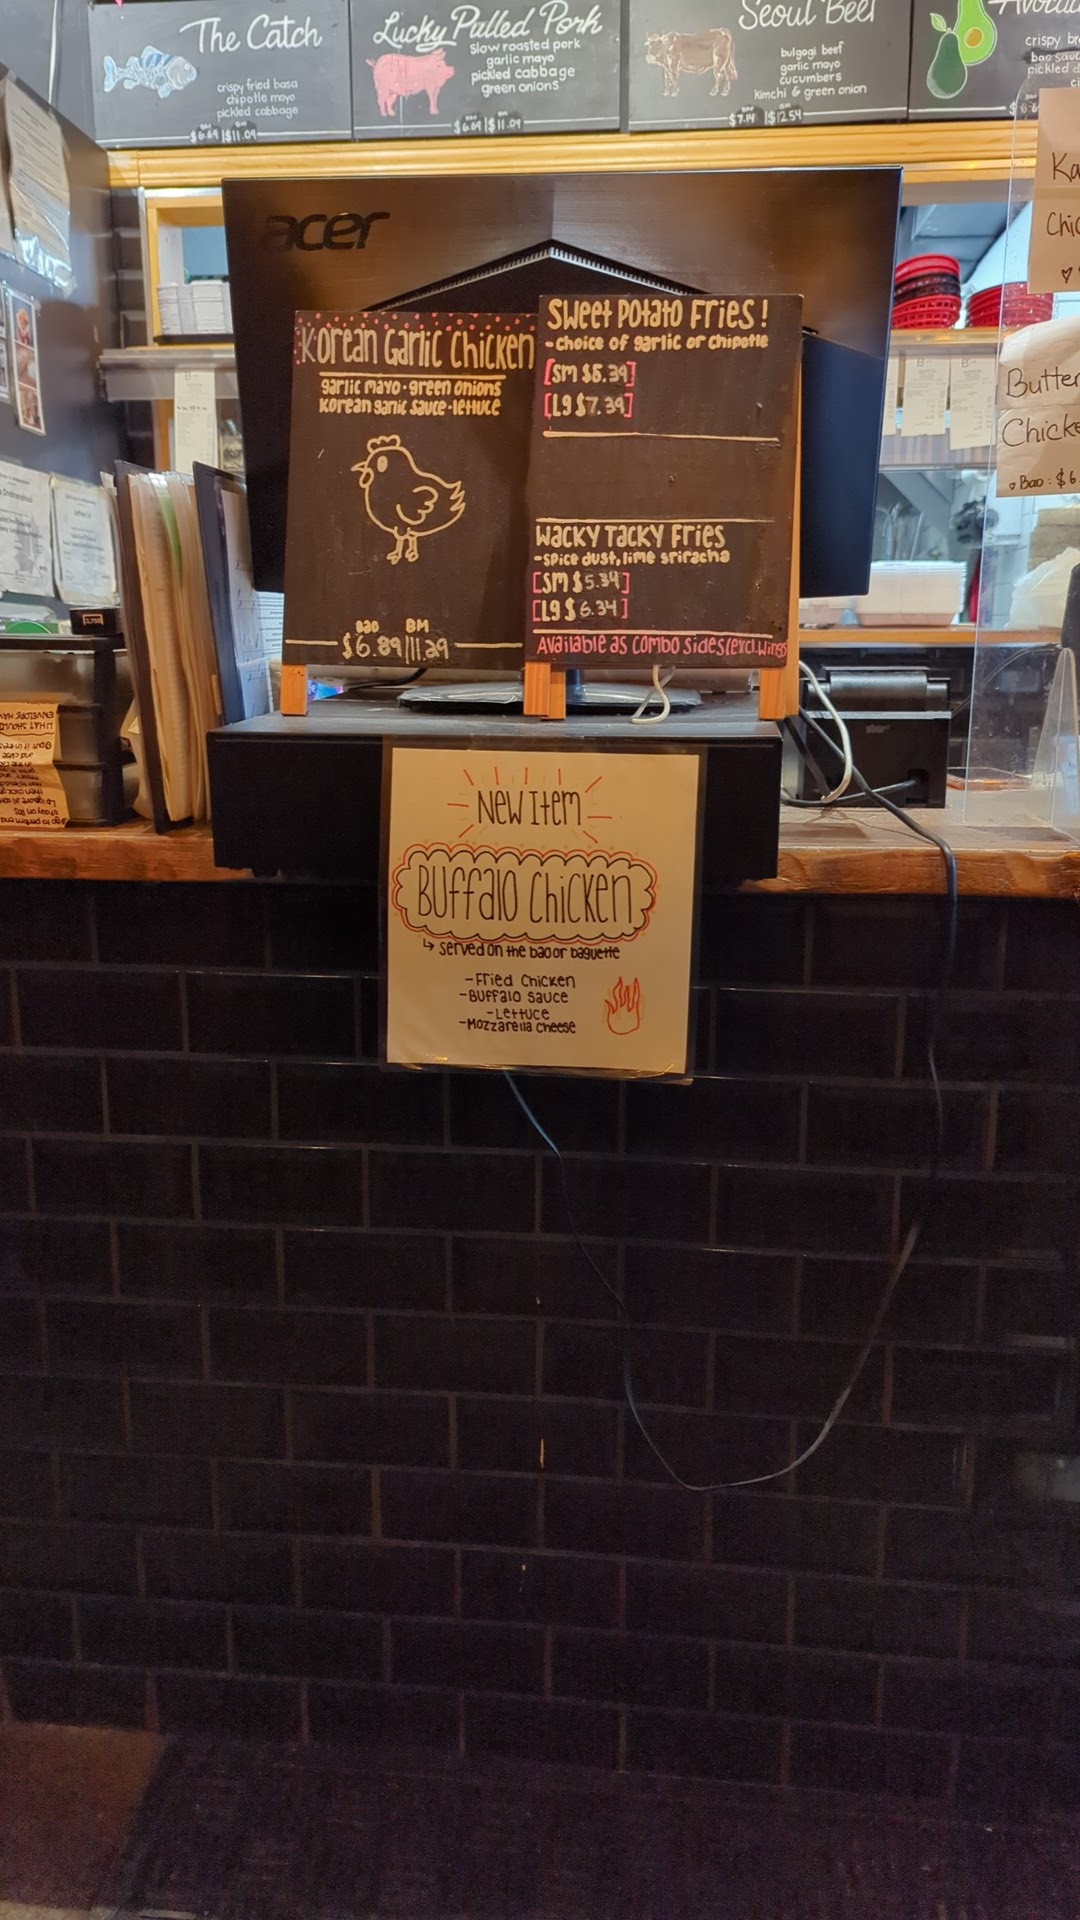 The Catch
crispy fried basa
chipotle mayo
pickled cabbage
BAO
$6.69 | $11.09
Lucky Pulled Pork
slow roasted pork
garlic mayo
pickled cabbage
green onions
$6.69 | $11.09
Seoul Beef
bulgogi beef
garlic mayo
cucumbers
kimchi & green onion
$7.14 | $12.54
crispy
pickled
acer
Korean Garlic Chicken
garlic mayo • green onions
Korean garlic sauce • lettuce
Bao BM
$6.89/11.29
Sweet Potato Fries!
- choice of garlic or chipotle
[SM $5.39]
[LG $7.39]
Wacky Tacky Fries
- spice dust, lime sriracha
[SM $5.34]
[LG $6.34]
Available as combo sides (excl. wings
Butter
Chicke
♥ Bao : $6.
New Item
Buffalo Chicken
↳ served on the bao or baguette
- Fried Chicken
- Buffalo sauce
- Lettuce
- Mozzarella cheese